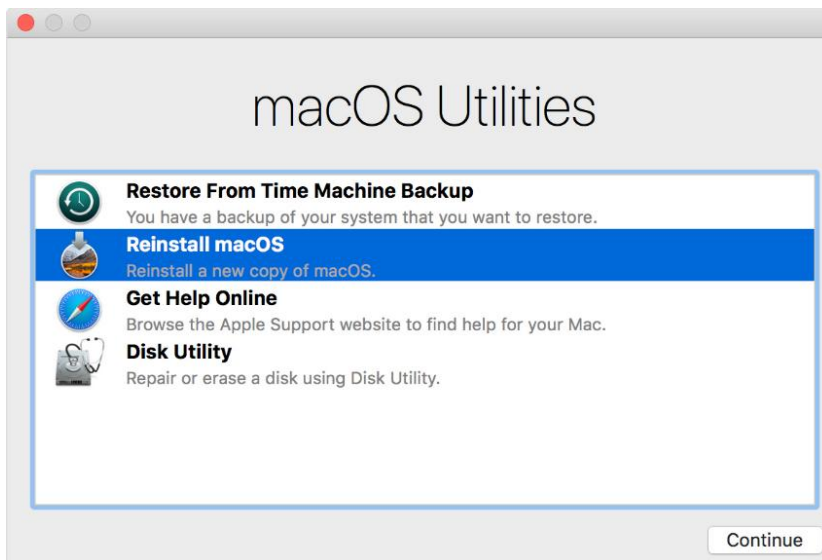 macOS Utilities
Restore From Time Machine Backup
You have a backup of your system that you want to restore.
Reinstall macOS
Reinstall a new copy of macOS.
Get Help Online
Browse the Apple Support website to find help for your Mac.
Disk Utility
Repair or erase a disk using Disk Utility.
Continue